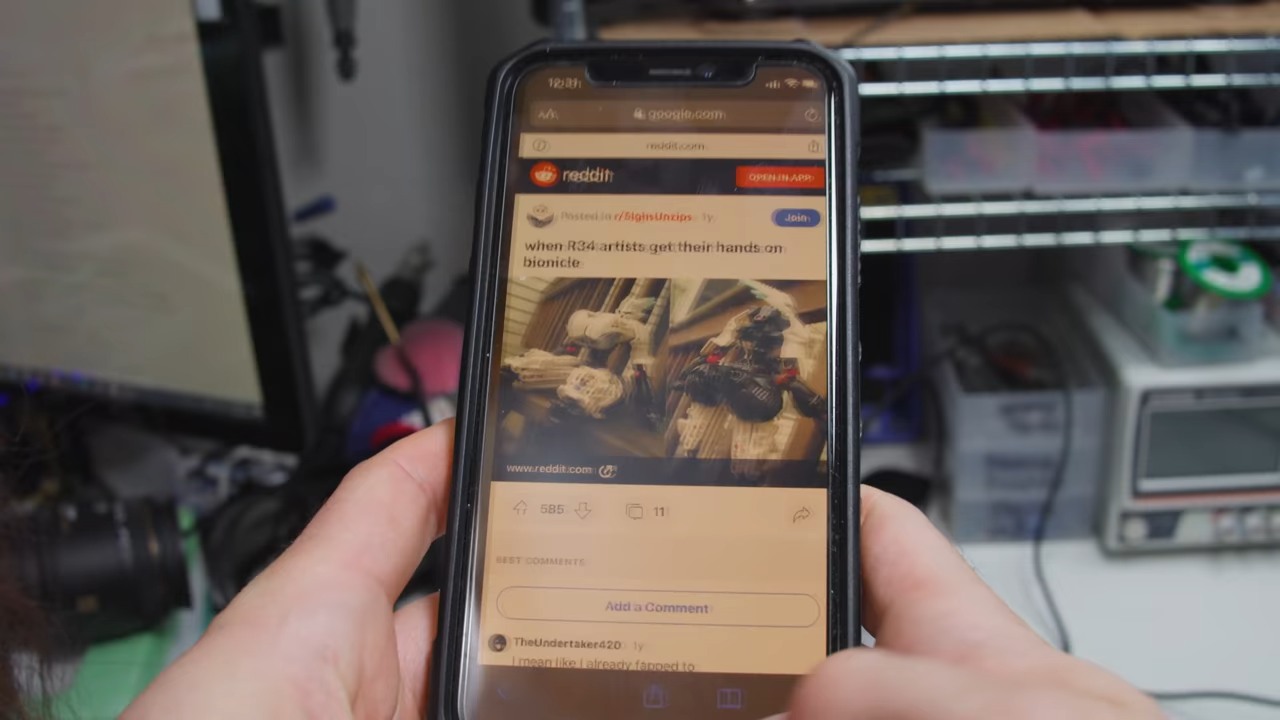 google.com
reddit.com
reddit
OPEN IN APP
Posted in r/ 1y
Join
when R34 artists get their hands on
bionicle
www.reddit.com
585
11
BEST COMMENTS
Add a Comment
TheUndertaker420 1y
I mean like I already fapped to